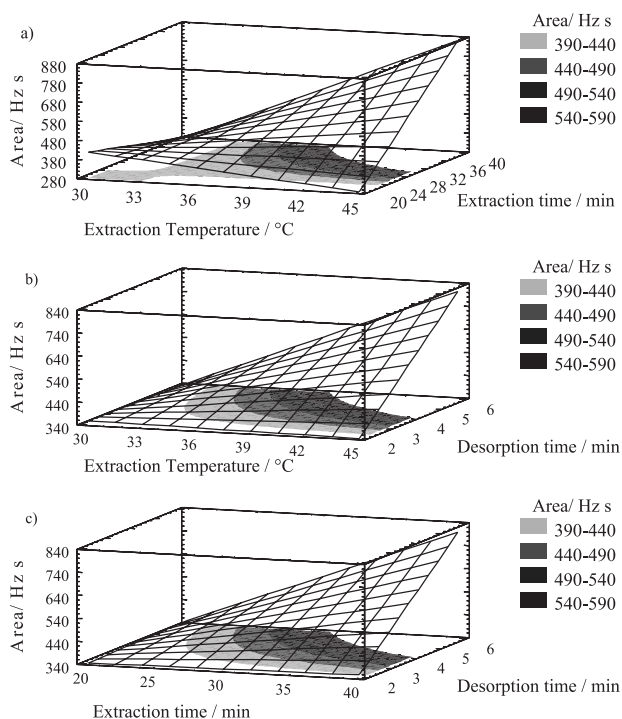 a)
Area/ Hz s
390-440
440-490
490-540
540-590
Area/ Hz s
880
780
680
580
480
380
280
30 33 36 39 42 45
Extraction Temperature / °C
20 24 28 32 36 40
Extraction time / min
b)
Area/ Hz s
390-440
440-490
490-540
540-590
Area/ Hz s
840
740
640
540
440
340
30 33 36 39 42 45
Extraction Temperature / °C
2 3 4 5 6
Desorption time / min
c)
Area/ Hz s
390-440
440-490
490-540
540-590
Area/ Hz s
840
740
640
540
440
340
20 25 30 35 40
Extraction time / min
2 3 4 5 6
Desorption time / min